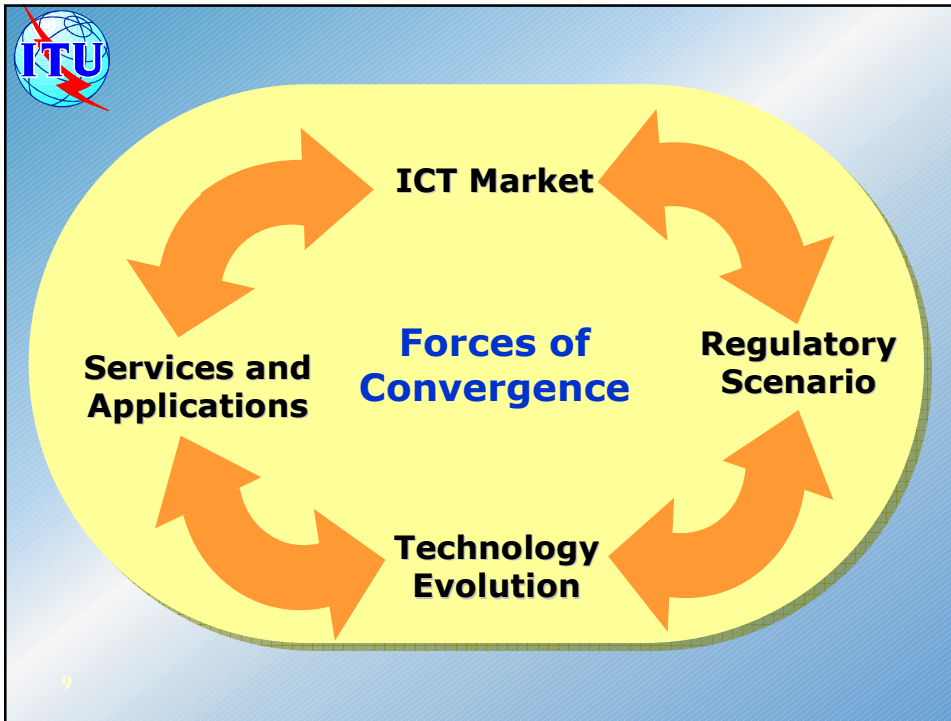 ITU
ICT Market
Forces of
Convergence
Regulatory
Scenario
Services and
Applications
Technology
Evolution
9